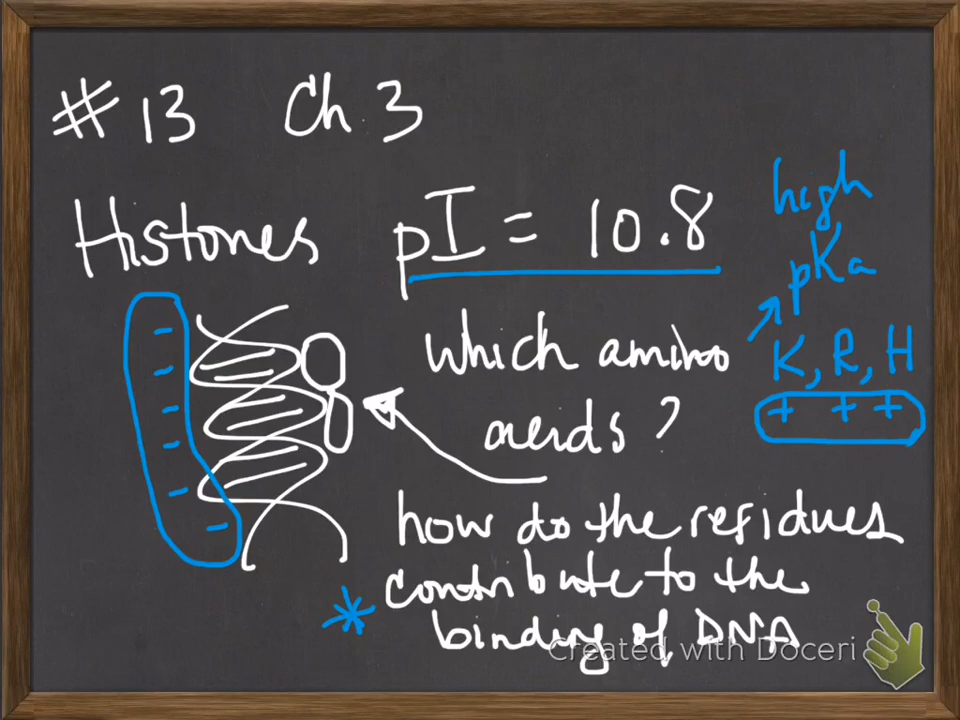 #13 Ch 3
Histones pI = 10.8
high
pKa
which amino
acids?
K, R, H
+ + +
- - - - - -
how do the residues
contribute to the
* binding of DNA
Created with Doceri